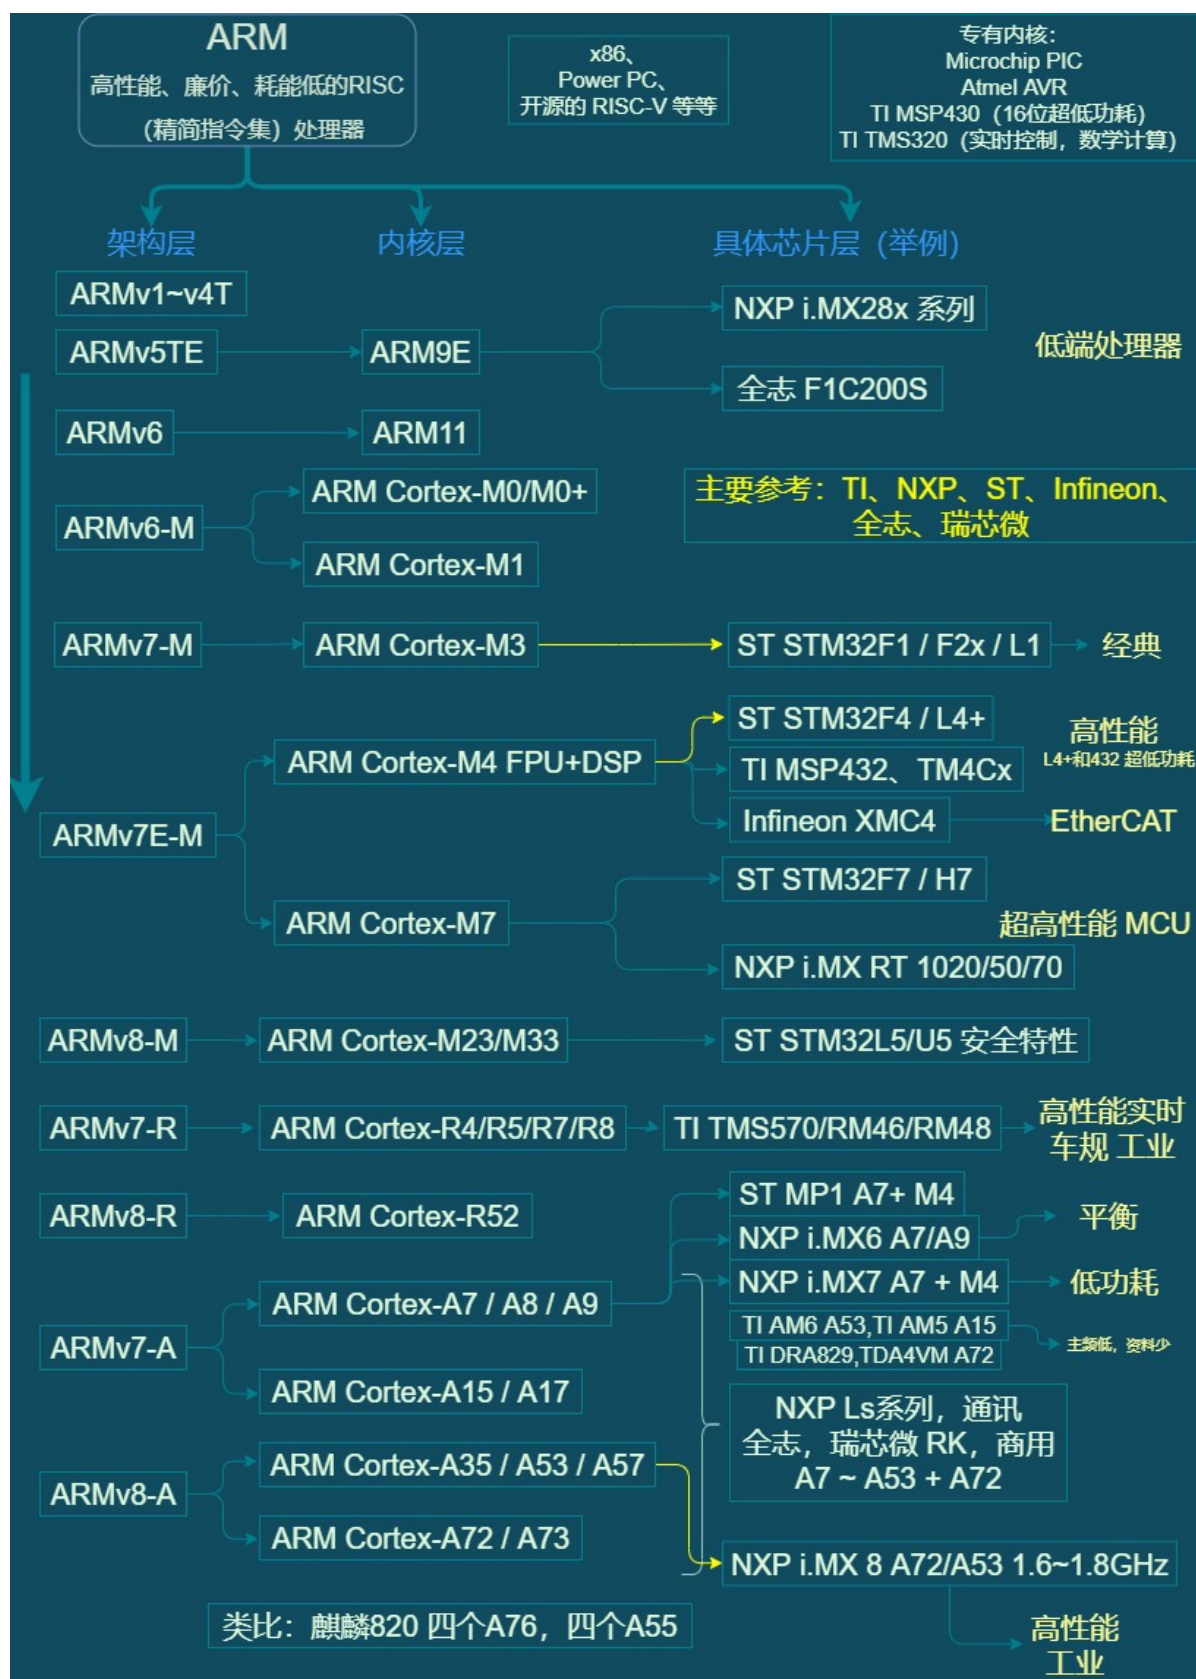 ARM
高性能、廉价、耗能低的RISC
（精简指令集）处理器
x86、
Power PC、
开源的 RISC-V 等等
专有内核：
Microchip PIC
Atmel AVR
TI MSP430（16位超低功耗）
TI TMS320（实时控制，数学计算）
架构层
内核层
具体芯片层（举例）
ARMv1~v4T
ARMv5TE
ARM9E
NXP i.MX28x 系列
全志 F1C200S
低端处理器
ARMv6
ARM11
ARMv6-M
ARM Cortex-M0/M0+
ARM Cortex-M1
主要参考：TI、NXP、ST、Infineon、
全志、瑞芯微
ARMv7-M
ARM Cortex-M3
ST STM32F1 / F2x / L1
经典
ARMv7E-M
ARM Cortex-M4 FPU+DSP
ST STM32F4 / L4+
TI MSP432、TM4Cx
高性能
L4+和432 超低功耗
Infineon XMC4
EtherCAT
ARM Cortex-M7
ST STM32F7 / H7
NXP i.MX RT 1020/50/70
超高性能 MCU
ARMv8-M
ARM Cortex-M23/M33
ST STM32L5/U5 安全特性
ARMv7-R
ARM Cortex-R4/R5/R7/R8
TI TMS570/RM46/RM48
高性能实时
车规 工业
ARMv8-R
ARM Cortex-R52
ARMv7-A
ARM Cortex-A7 / A8 / A9
ST MP1 A7+ M4
NXP i.MX6 A7/A9
平衡
NXP i.MX7 A7 + M4
低功耗
TI AM6 A53,TI AM5 A15
TI DRA829,TDA4VM A72
主频低，资料少
ARM Cortex-A15 / A17
NXP Ls系列，通讯
全志，瑞芯微 RK，商用
A7 ~ A53 + A72
ARMv8-A
ARM Cortex-A35 / A53 / A57
ARM Cortex-A72 / A73
NXP i.MX 8 A72/A53 1.6~1.8GHz
高性能
工业
类比：麒麟820 四个A76，四个A55